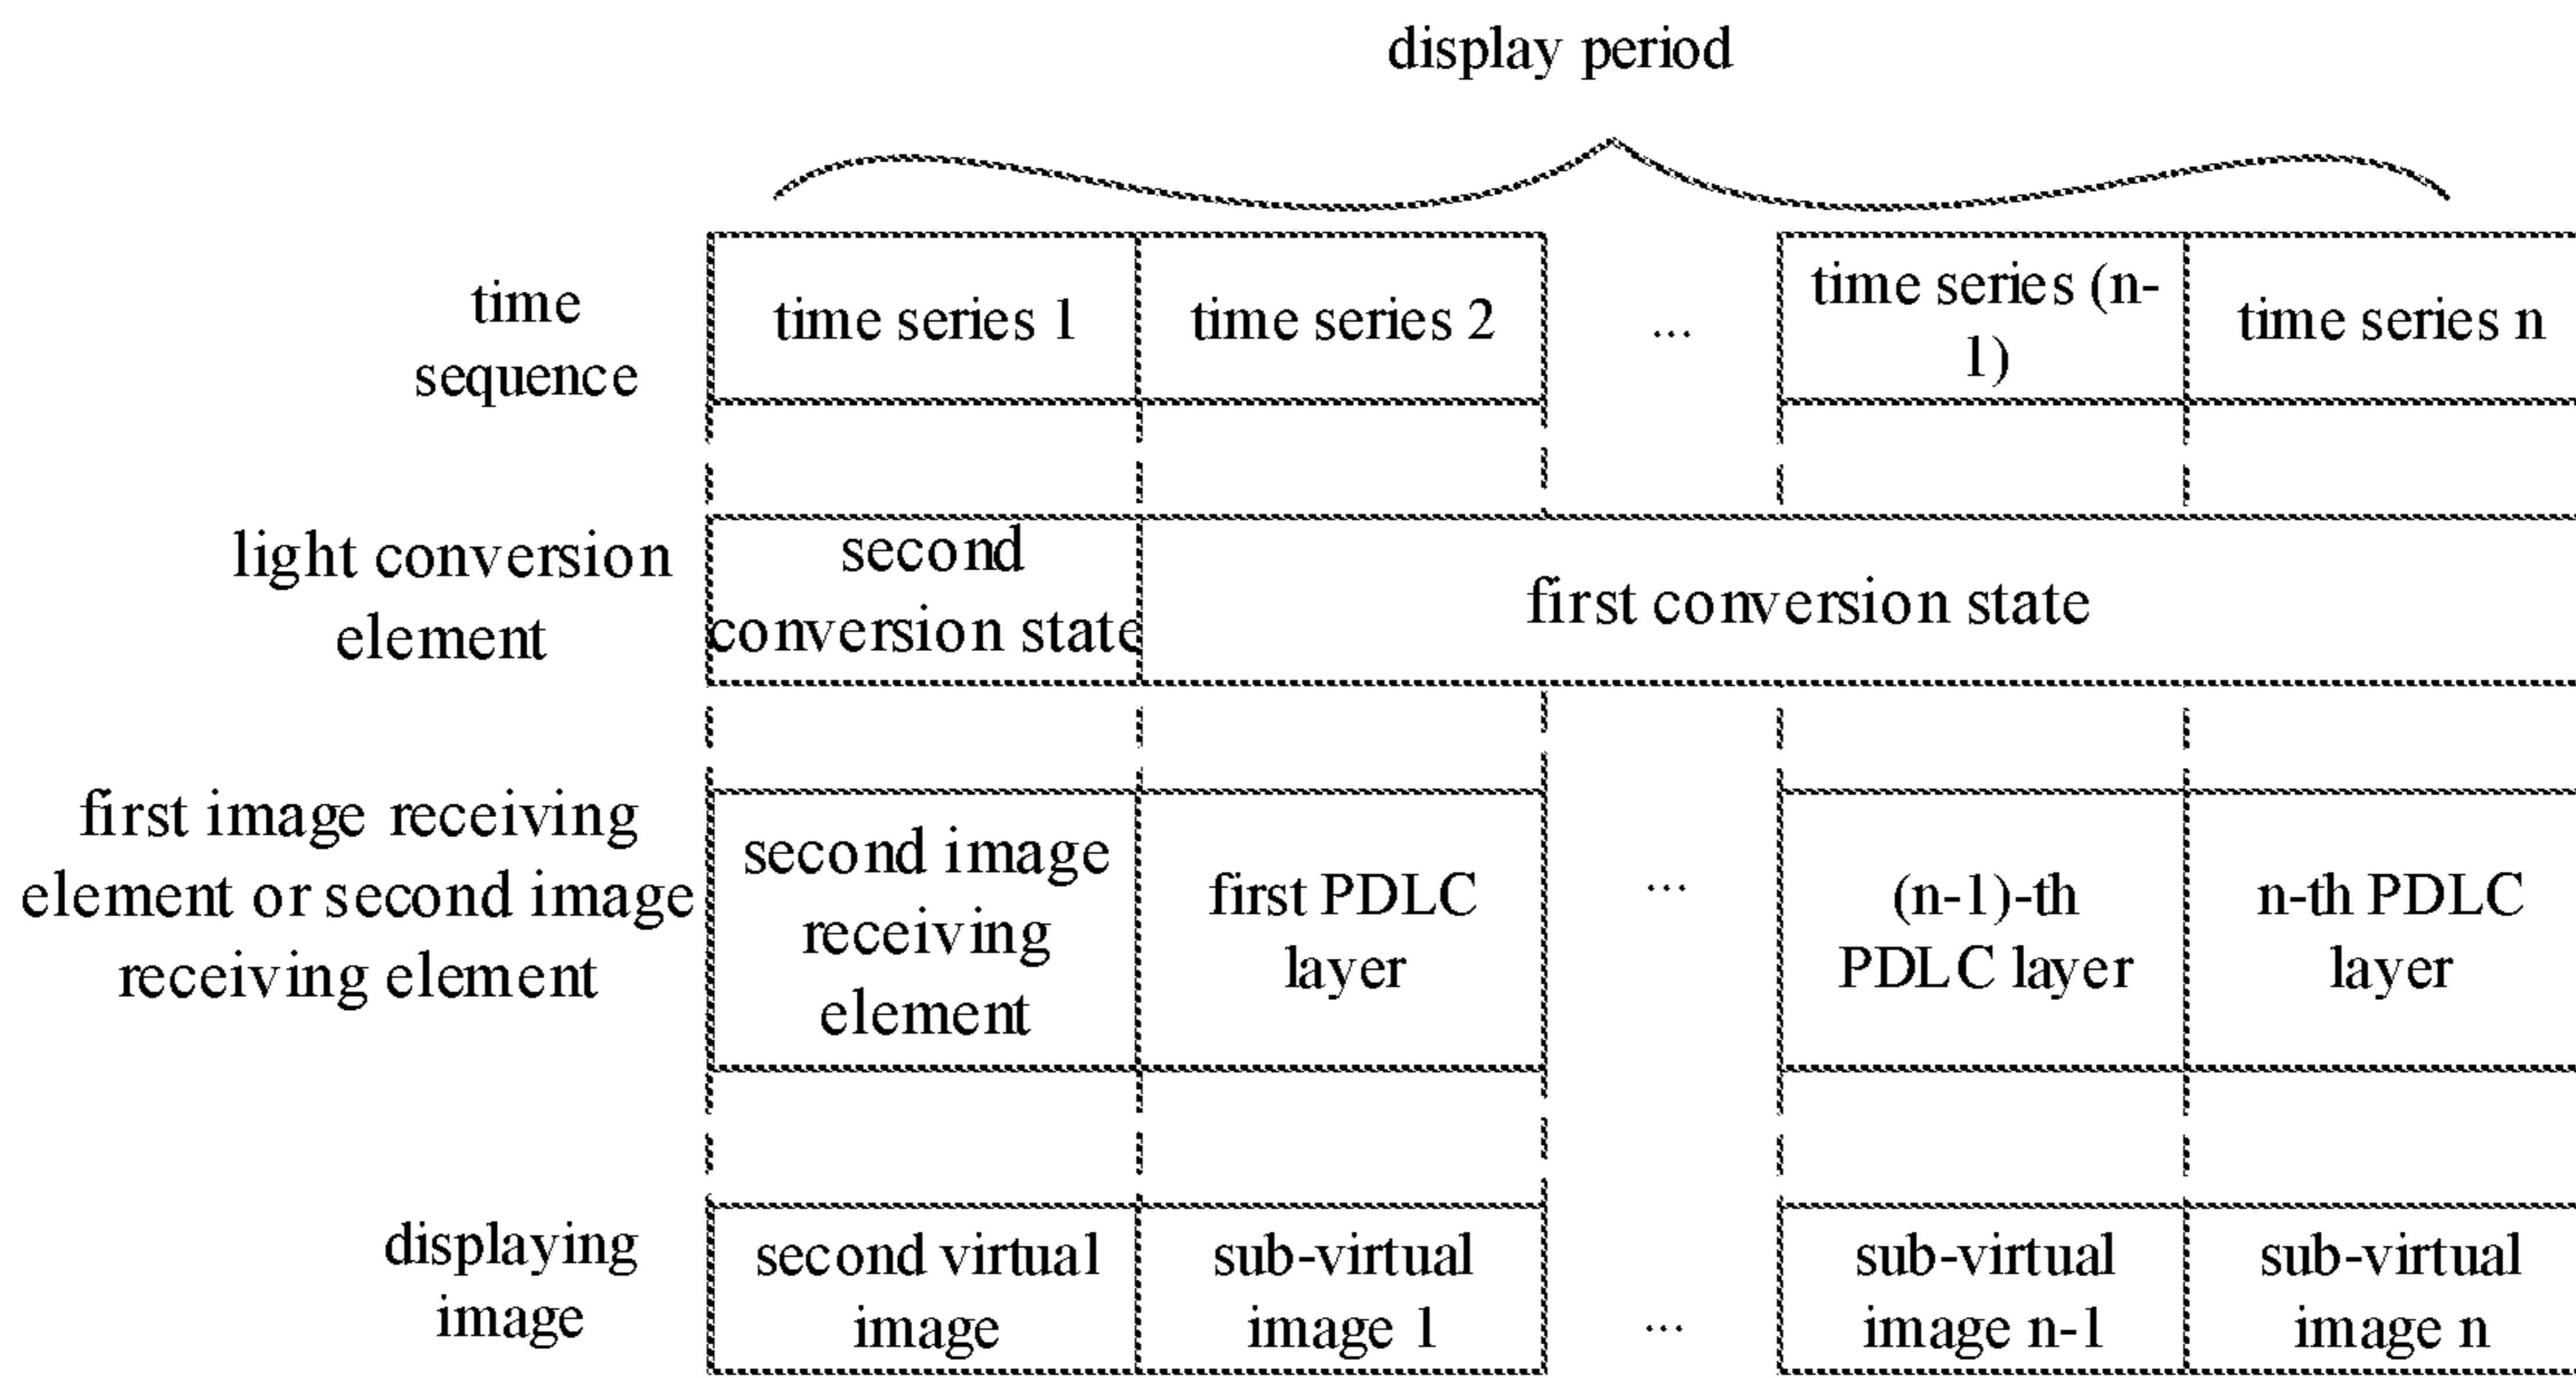 display period
time
sequence
time series 1
time series 2
...
time series (n-
1)
time series n
light conversion
element
second
conversion state
first conversion state
first image receiving
element or second image
receiving element
second image
receiving
element
first PDLC
layer
...
(n-1)-th
PDLC layer
n-th PDLC
layer
displaying
image
second virtual
image
sub-virtual
image 1
...
sub-virtual
image n-1
sub-virtual
image n